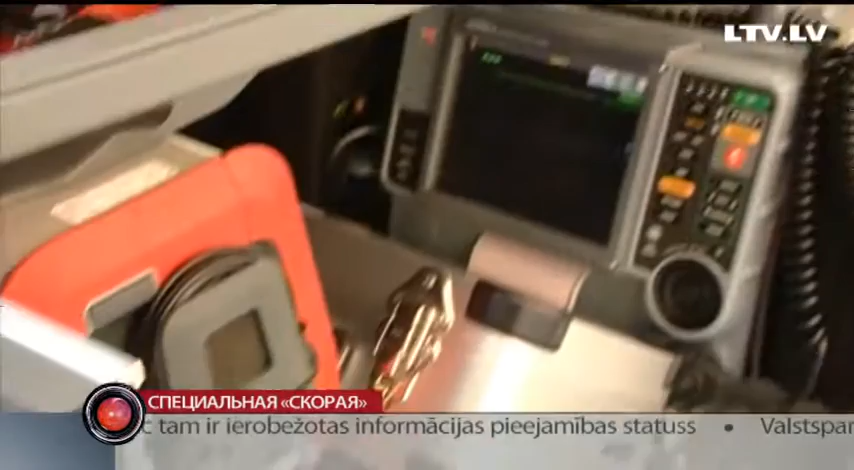 LTV.LV
СПЕЦИАЛЬНАЯ «СКОРАЯ»
c tam ir ierobežotas informācijas pieejamības statuss • Valstspar